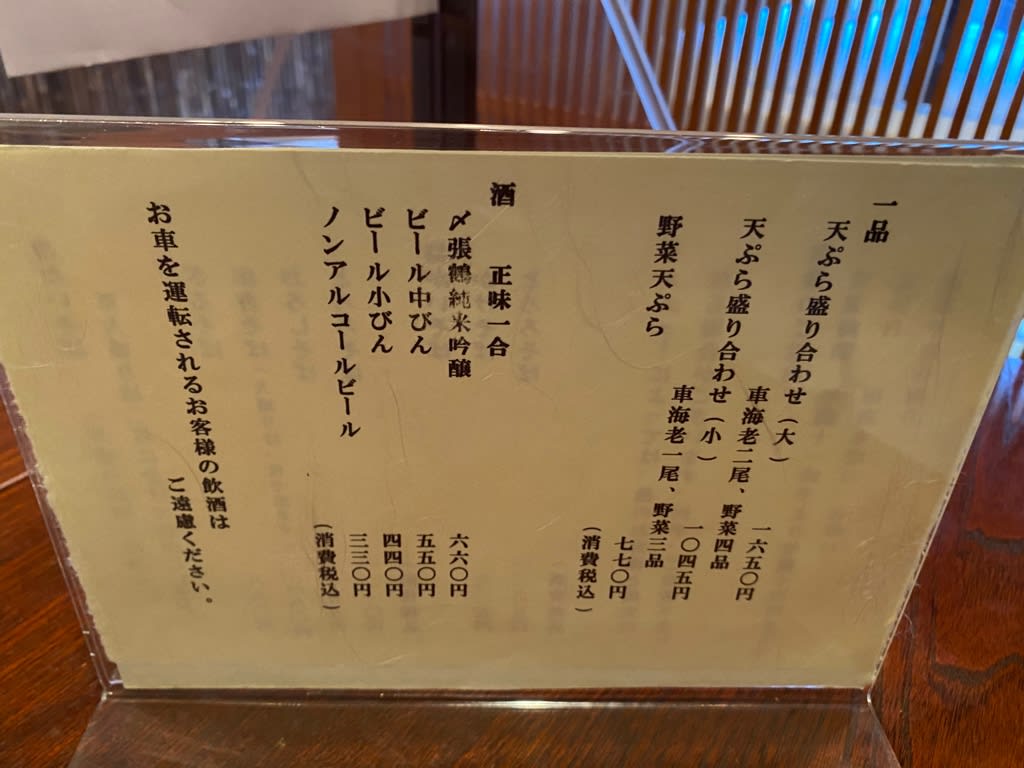 一品
天ぷら盛り合わせ（大） 一六五〇円
車海老二尾、野菜四品
天ぷら盛り合わせ（小） 一〇四五円
車海老一尾、野菜三品
野菜天ぷら 七七〇円
（消費税込）
酒 正味一合
〆張鶴純米吟醸 六六〇円
ビール中びん 五五〇円
ビール小びん 四四〇円
ノンアルコールビール 三三〇円
（消費税込）
お車を運転されるお客様の飲酒は
ご遠慮ください。